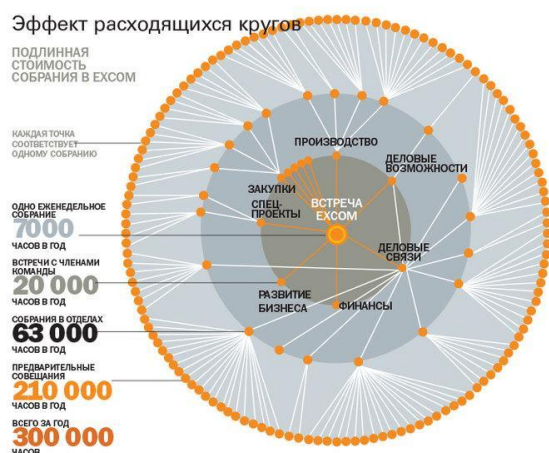 Эффект расходящихся кругов
ПОДЛИННАЯ
СТОИМОСТЬ
СОБРАНИЯ В EXCOM
КАЖДАЯ ТОЧКА
СООТВЕТСТВУЕТ
ОДНОМУ СОБРАНИЮ
ОДНО ЕЖЕНЕДЕЛЬНОЕ
СОБРАНИЕ
7000
ЧАСОВ В ГОД
ВСТРЕЧИ С ЧЛЕНАМИ
КОМАНДЫ
20 000
ЧАСОВ В ГОД
СОБРАНИЯ В ОТДЕЛАХ
63 000
ЧАСОВ В ГОД
ПРЕДВАРИТЕЛЬНЫЕ
СОВЕЩАНИЯ
210 000
ЧАСОВ В ГОД
ВСЕГО ЗА ГОД
300 000
ЧАСОВ
ПРОИЗВОДСТВО
ДЕЛОВЫЕ
ВОЗМОЖНОСТИ
ЗАКУПКИ
ВСТРЕЧА
EXCOM
СПЕЦ-
ПРОЕКТЫ
ДЕЛОВЫЕ
СВЯЗИ
РАЗВИТИЕ
БИЗНЕСА
ФИНАНСЫ